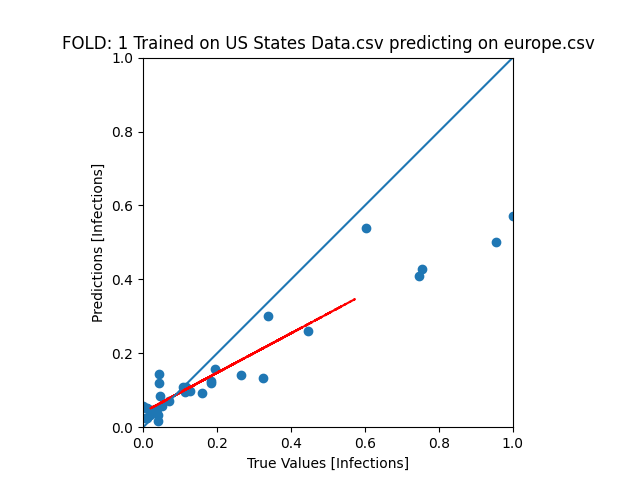 FOLD: 1 Trained on US States Data.csv predicting on europe.csv
1.0
0.8
0.6
0.4
0.2
0.0
Predictions [Infections]
0.0 0.2 0.4 0.6 0.8 1.0
True Values [Infections]